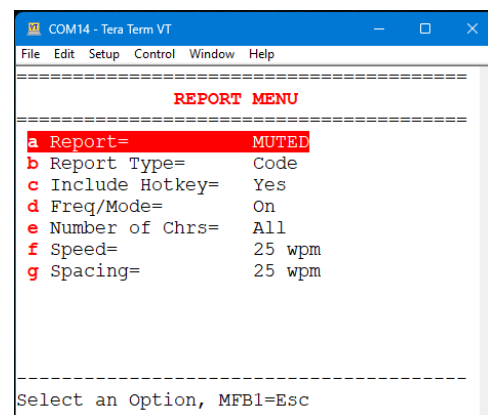 COM14 - Tera Term VT
File Edit Setup Control Window Help
========================================
REPORT MENU
========================================
a Report= MUTED
b Report Type= Code
c Include Hotkey= Yes
d Freq/Mode= On
e Number of Chrs= All
f Speed= 25 wpm
g Spacing= 25 wpm
----------------------------------------
Select an Option, MFB1=Esc